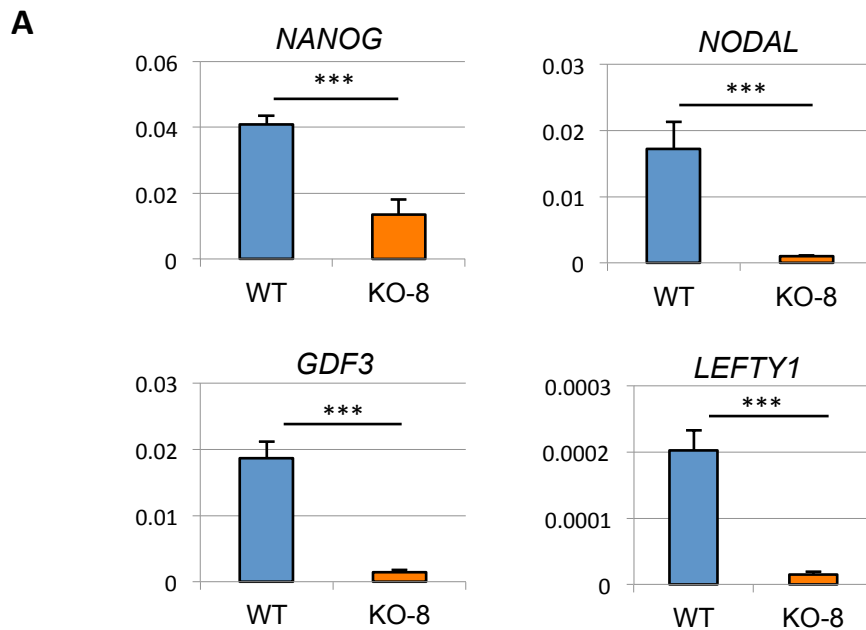 A
NANOG
0.06
0.04
0.02
0
***
WT
KO-8
NODAL
0.03
0.02
0.01
0
***
WT
KO-8
GDF3
0.03
0.02
0.01
0
***
WT
KO-8
LEFTY1
0.0003
0.0002
0.0001
0
***
WT
KO-8